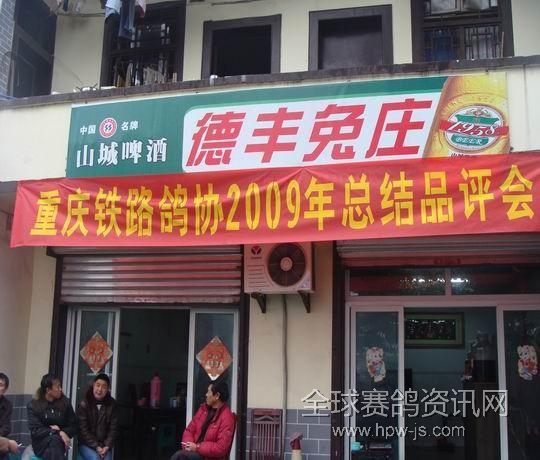 中国 名牌
山城啤酒
德丰兔庄
1958
重庆铁路鸽协2009年总结品评会
全球赛鸽资讯网
www.hpw-js.com